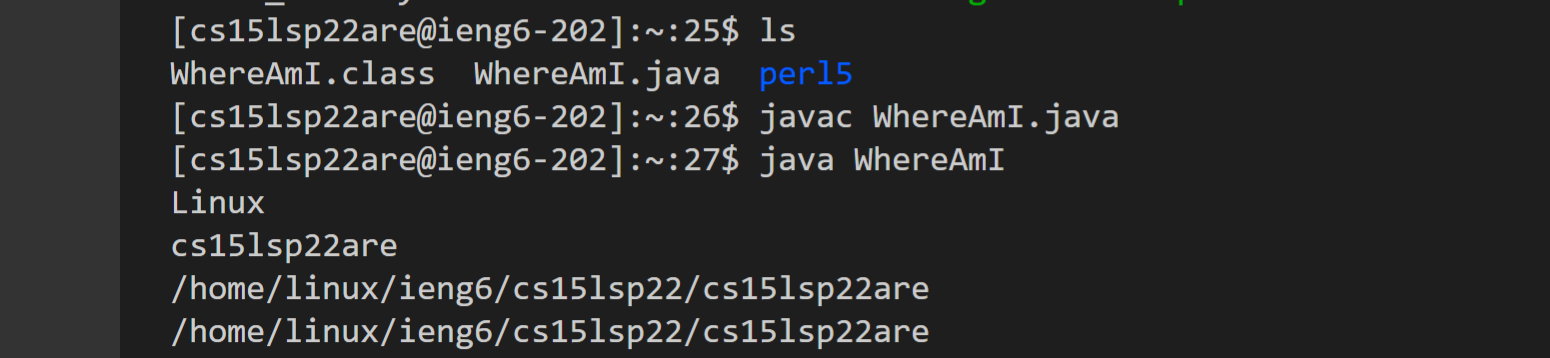 [cs15lsp22are@ieng6-202]:~:25$ ls
WhereAmI.class  WhereAmI.java  perl5
[cs15lsp22are@ieng6-202]:~:26$ javac WhereAmI.java
[cs15lsp22are@ieng6-202]:~:27$ java WhereAmI
Linux
cs15lsp22are
/home/linux/ieng6/cs15lsp22/cs15lsp22are
/home/linux/ieng6/cs15lsp22/cs15lsp22are